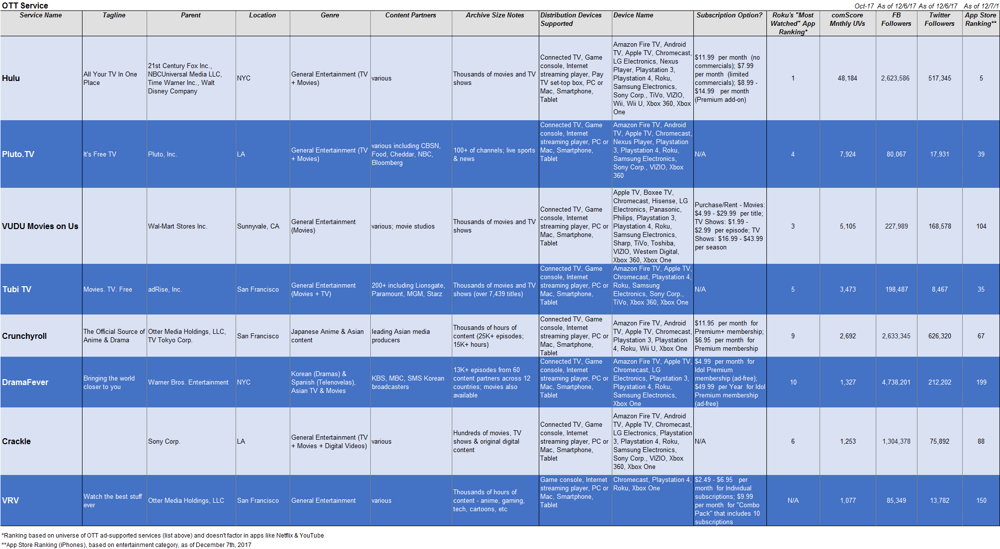 OTT Service
Oct-17 As of 12/6/17 As of 12/6/17 As of 12/7/1
Service Name
Tagline
Parent
Location
Genre
Content Partners
Archive Size Notes
Distribution Devices
Supported
Device Name
Subscription Option?
Roku's "Most
Watched" App
Ranking*
comScore
Mnthly UVs
FB
Followers
Twitter
Followers
App Store
Ranking**
Hulu
All Your TV In One
Place
21st Century Fox Inc.,
NBCUniversal Media LLC,
Time Warner Inc., Walt
Disney Company
NYC
General Entertainment (TV
+ Movies)
various
Thousands of movies and TV
shows
Connected TV, Game
console, Internet
streaming player, Pay
TV set-top box, PC or
Mac, Smartphone,
Tablet
Amazon Fire TV, Android
TV, Apple TV, Chromecast,
LG Electronics, Nexus
Player, Playstation 3,
Playstation 4, Roku,
Samsung Electronics,
Sony Corp., TiVo, VIZIO,
Wii, Wii U, Xbox 360, Xbox
One
$11.99 per month (no
commercials); $7.99
per month (limited
commercials); $8.99 -
$14.99 per month
(Premium add-on)
1
48,184
2,623,586
517,345
5
Pluto.TV
It's Free TV
Pluto, Inc.
LA
General Entertainment (TV
+ Movies)
various including CBSN,
Food, Cheddar, NBC,
Bloomberg
100+ of channels; live sports
& news
Connected TV, Game
console, Internet
streaming player, PC or
Mac, Smartphone,
Tablet
Amazon Fire TV, Android
TV, Apple TV, Chromecast,
Nexus Player, Playstation
3, Playstation 4, Roku,
Samsung Electronics,
Sony Corp., VIZIO, Xbox
360
N/A
4
7,924
80,067
17,931
39
VUDU Movies on Us
Wal-Mart Stores Inc.
Sunnyvale, CA
General Entertainment
(Movies)
various; movie studios
Thousands of movies and TV
shows
Connected TV, Game
console, Internet
streaming player, PC or
Mac, Smartphone,
Tablet
Apple TV, Boxee TV,
Chromecast, Hisense, LG
Electronics, Panasonic,
Philips, Playstation 3,
Playstation 4, Roku,
Samsung Electronics,
Sharp, TiVo, Toshiba,
VIZIO, Western Digital,
Xbox 360, Xbox One
Purchase/Rent - Movies:
$4.99 - $29.99 per title;
TV Shows: $1.99 -
$2.99 per episode; TV
Shows: $16.99 - $43.99
per season
3
5,105
227,989
168,578
104
Tubi TV
Movies. TV. Free
adRise, Inc.
San Francisco
General Entertainment
(Movies + TV)
200+ including Lionsgate,
Paramount, MGM, Starz
Thousands of movies and TV
shows (over 7,439 titles)
Connected TV, Game
console, Internet
streaming player, PC or
Mac, Smartphone,
Tablet
Amazon Fire TV, Apple TV,
Chromecast, Playstation 4,
Roku, Samsung
Electronics, Sony Corp.,
TiVo, Xbox 360, Xbox One
N/A
5
3,473
198,487
8,467
35
Crunchyroll
The Official Source of
Anime & Drama
Otter Media Holdings, LLC,
TV Tokyo Corp.
San Francisco
Japanese Anime & Asian
content
leading Asian media
producers
Thousands of hours of
content (25K+ episodes;
15K+ hours)
Connected TV, Game
console, Internet
streaming player, PC or
Mac, Smartphone,
Tablet
Amazon Fire TV, Android
TV, Apple TV, Chromecast,
Playstation 3, Playstation
4, Roku, Wii U, Xbox One
$11.95 per month for
Premium+ membership;
$6.95 per month for
Premium membership
9
2,692
2,633,345
626,320
67
DramaFever
Bringing the world
closer to you
Warner Bros. Entertainment
NYC
Korean (Dramas) &
Spanish (Telenovelas),
Asian TV & Movies
KBS, MBC, SMS Korean
broadcasters
13K+ episodes from 60
content partners across 12
countries; movies also
available
Connected TV, Game
console, Internet
streaming player, PC or
Mac, Smartphone,
Tablet
Amazon Fire TV, Apple TV,
Chromecast, LG
Electronics, Playstation 3,
Playstation 4, Roku,
Samsung Electronics,
Xbox One
$4.99 per month for
Idol Premium
membership (ad-free);
$49.99 per Year for Idol
Premium membership
(ad-free)
10
1,327
4,738,201
212,202
199
Crackle
Sony Corp.
LA
General Entertainment (TV
+ Movies + Digital Videos)
various
Hundreds of movies, TV
shows & original digital
content
Connected TV, Game
console, Internet
streaming player, PC or
Mac, Smartphone,
Tablet
Amazon Fire TV, Android
TV, Apple TV, Chromecast,
LG Electronics, Playstation
3, Playstation 4, Roku,
Samsung Electronics,
Sony Corp., VIZIO, Xbox
360, Xbox One
N/A
6
1,253
1,304,378
75,892
88
VRV
Watch the best stuff
ever
Otter Media Holdings, LLC
San Francisco
General Entertainment
various
Thousands of hours of
content - anime, gaming,
tech, cartoons, etc
Game console, Internet
streaming player, PC or
Mac, Smartphone,
Tablet
Chromecast, Playstation 4,
Roku, Xbox One
$2.49 - $6.95 per
month for Individual
subscriptions; $9.99
per month for "Combo
Pack" that includes 10
subscriptions
N/A
1,077
85,349
13,782
150
*Ranking based on universe of OTT ad-supported services (list above) and doesn't factor in apps like Netflix & YouTube
**App Store Ranking (iPhones), based on entertainment category, as of December 7th, 2017